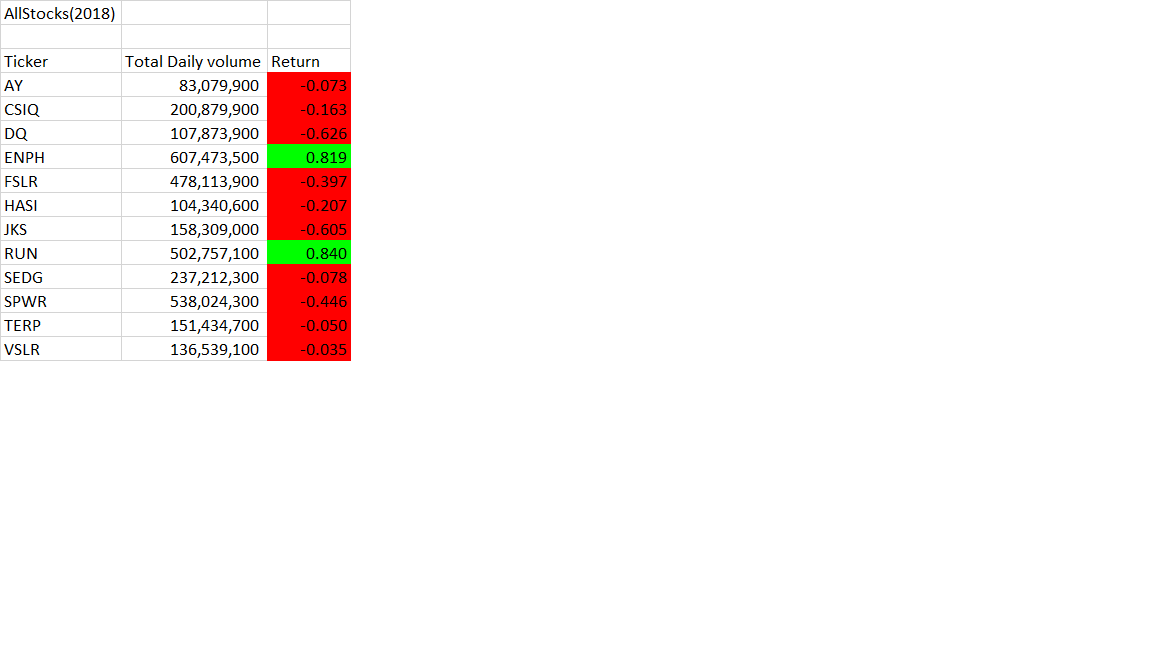 AllStocks(2018)
Ticker Total Daily volume Return
AY 83,079,900 -0.073
CSIQ 200,879,900 -0.163
DQ 107,873,900 -0.626
ENPH 607,473,500 0.819
FSLR 478,113,900 -0.397
HASI 104,340,600 -0.207
JKS 158,309,000 -0.605
RUN 502,757,100 0.840
SEDG 237,212,300 -0.078
SPWR 538,024,300 -0.446
TERP 151,434,700 -0.050
VSLR 136,539,100 -0.035